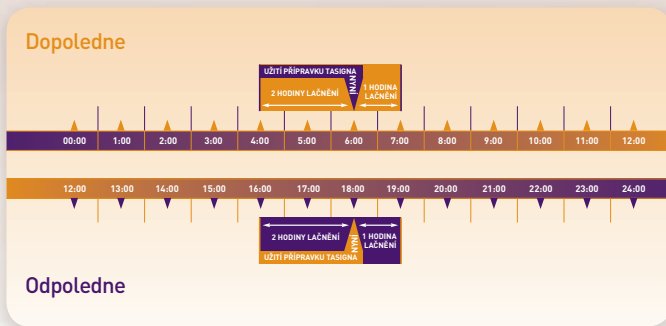 Dopoledne
UŽITÍ PŘÍPRAVKU TASIGNA
NYNÍ
2 HODINY LAČNĚNÍ
1 HODINA
LAČNĚNÍ
00:00 1:00 2:00 3:00 4:00 5:00 6:00 7:00 8:00 9:00 10:00 11:00 12:00
12:00 13:00 14:00 15:00 16:00 17:00 18:00 19:00 20:00 21:00 22:00 23:00 24:00
2 HODINY LAČNĚNÍ
NYNÍ
1 HODINA
LAČNĚNÍ
UŽITÍ PŘÍPRAVKU TASIGNA
Odpoledne